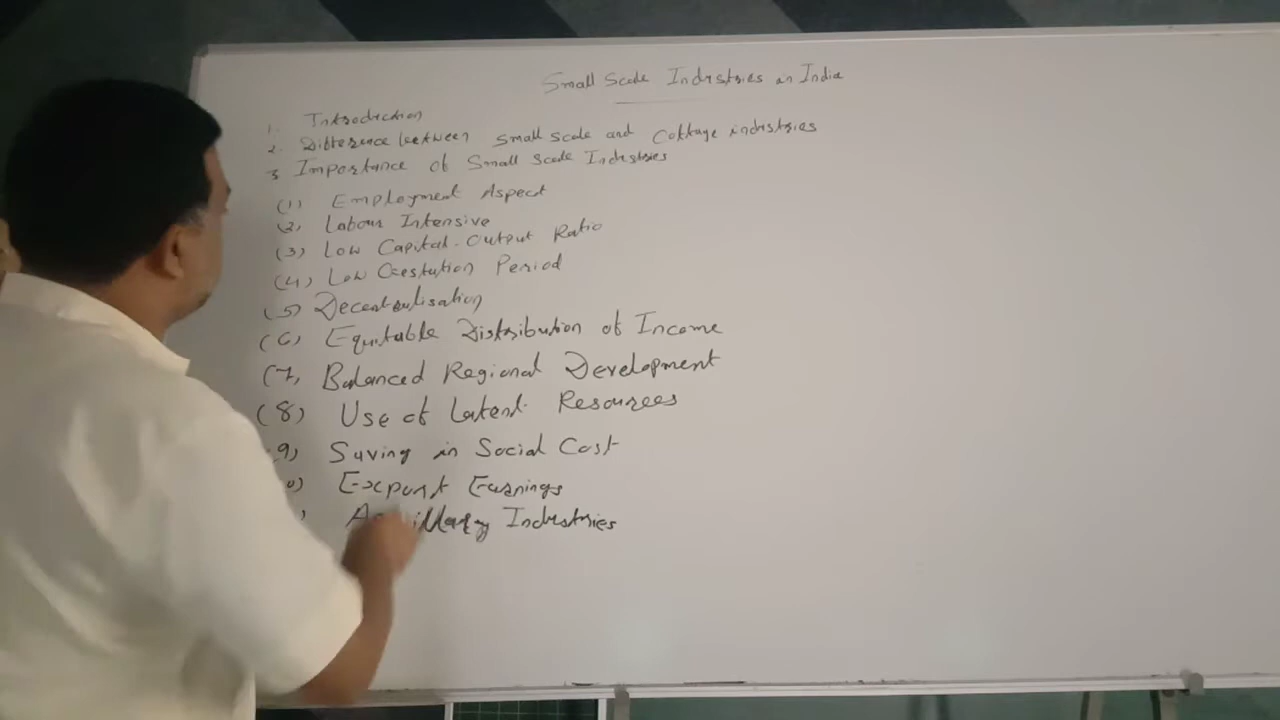 Small Scale Industries in India
1. Introduction
2. Difference between Small Scale and Cottage industries
3 Importance of Small Scale Industries
(1) Employment Aspect
(2) Labour Intensive
(3) Low Capital-Output Ratio
(4) Low Gestation Period
(5) Decentralisation
(6) Equitable Distribution of Income
(7) Balanced Regional Development
(8) Use of Latent Resources
9) Saving in Social Cost
0) Export Earnings
) Industries